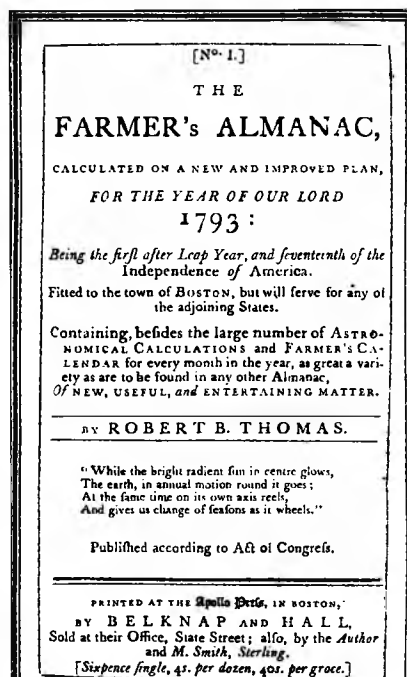 [No. I.]
THE
FARMER's ALMANAC,
CALCULATED ON A NEW AND IMPROVED PLAN,
FOR THE YEAR OF OUR LORD
1793:
Being the firſt after Leap Year, and ſeventeenth of the
Independence of America.
Fitted to the town of BOSTON, but will ſerve for any of
the adjoining States.
Containing, beſides the large number of ASTRO-
NOMICAL CALCULATIONS and FARMER'S CA-
LENDAR for every month in the year, as great a vari-
ety as are to be found in any other Almanac,
Of NEW, USEFUL, and ENTERTAINING MATTER.
BY ROBERT B. THOMAS.
"While the bright radient ſun in centre glows,
The earth, in annual motion round it goes;
At the ſame time on its own axis reels,
And gives us change of ſeaſons as it wheels."
Publiſhed according to Act of Congreſs.
PRINTED AT THE Apollo Preſs, IN BOSTON,
BY BELKNAP AND HALL,
Sold at their Office, State Street; alſo, by the Author
and M. Smith, Sterling.
[Sixpence ſingle, 4s. per dozen, 40s. per groce.]